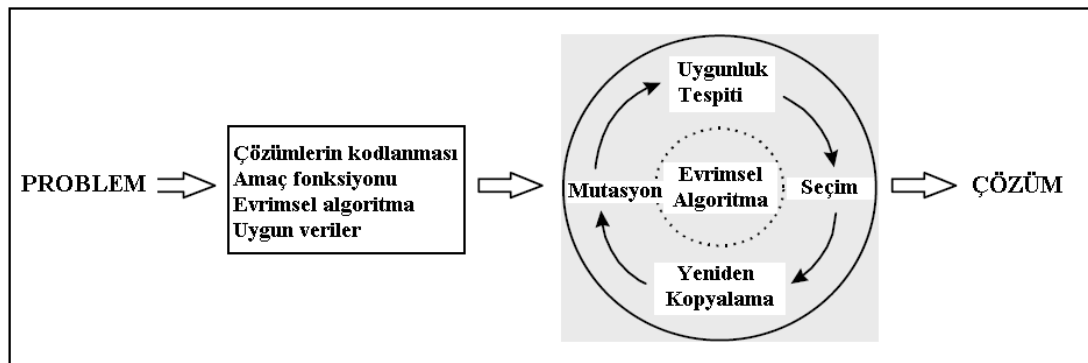 PROBLEM
Çözümlerin kodlanması
Amaç fonksiyonu
Evrimsel algoritma
Uygun veriler
Uygunluk
Tespiti
Mutasyon
Evrimsel
Algoritma
Seçim
Yeniden
Kopyalama
ÇÖZÜM